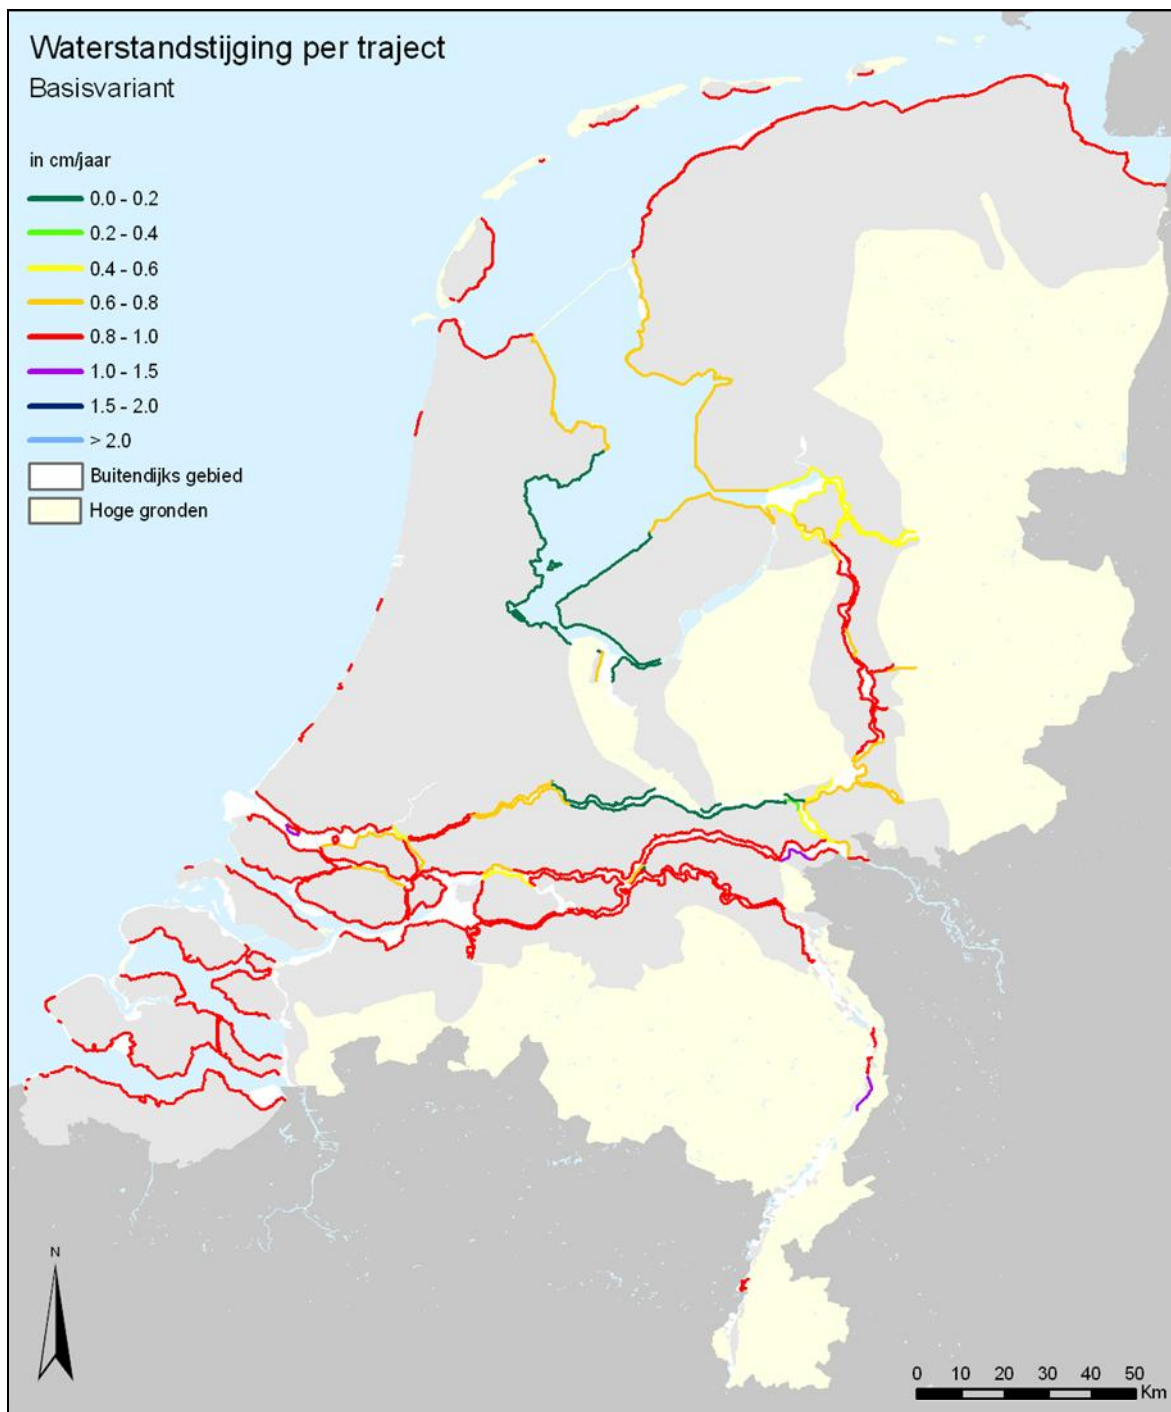 Waterstandstijging per traject
Basisvariant
in cm/jaar
0.0 - 0.2
0.2 - 0.4
0.4 - 0.6
0.6 - 0.8
0.8 - 1.0
1.0 - 1.5
1.5 - 2.0
> 2.0
Buitendijks gebied
Hoge gronden
N
0 10 20 30 40 50
Km